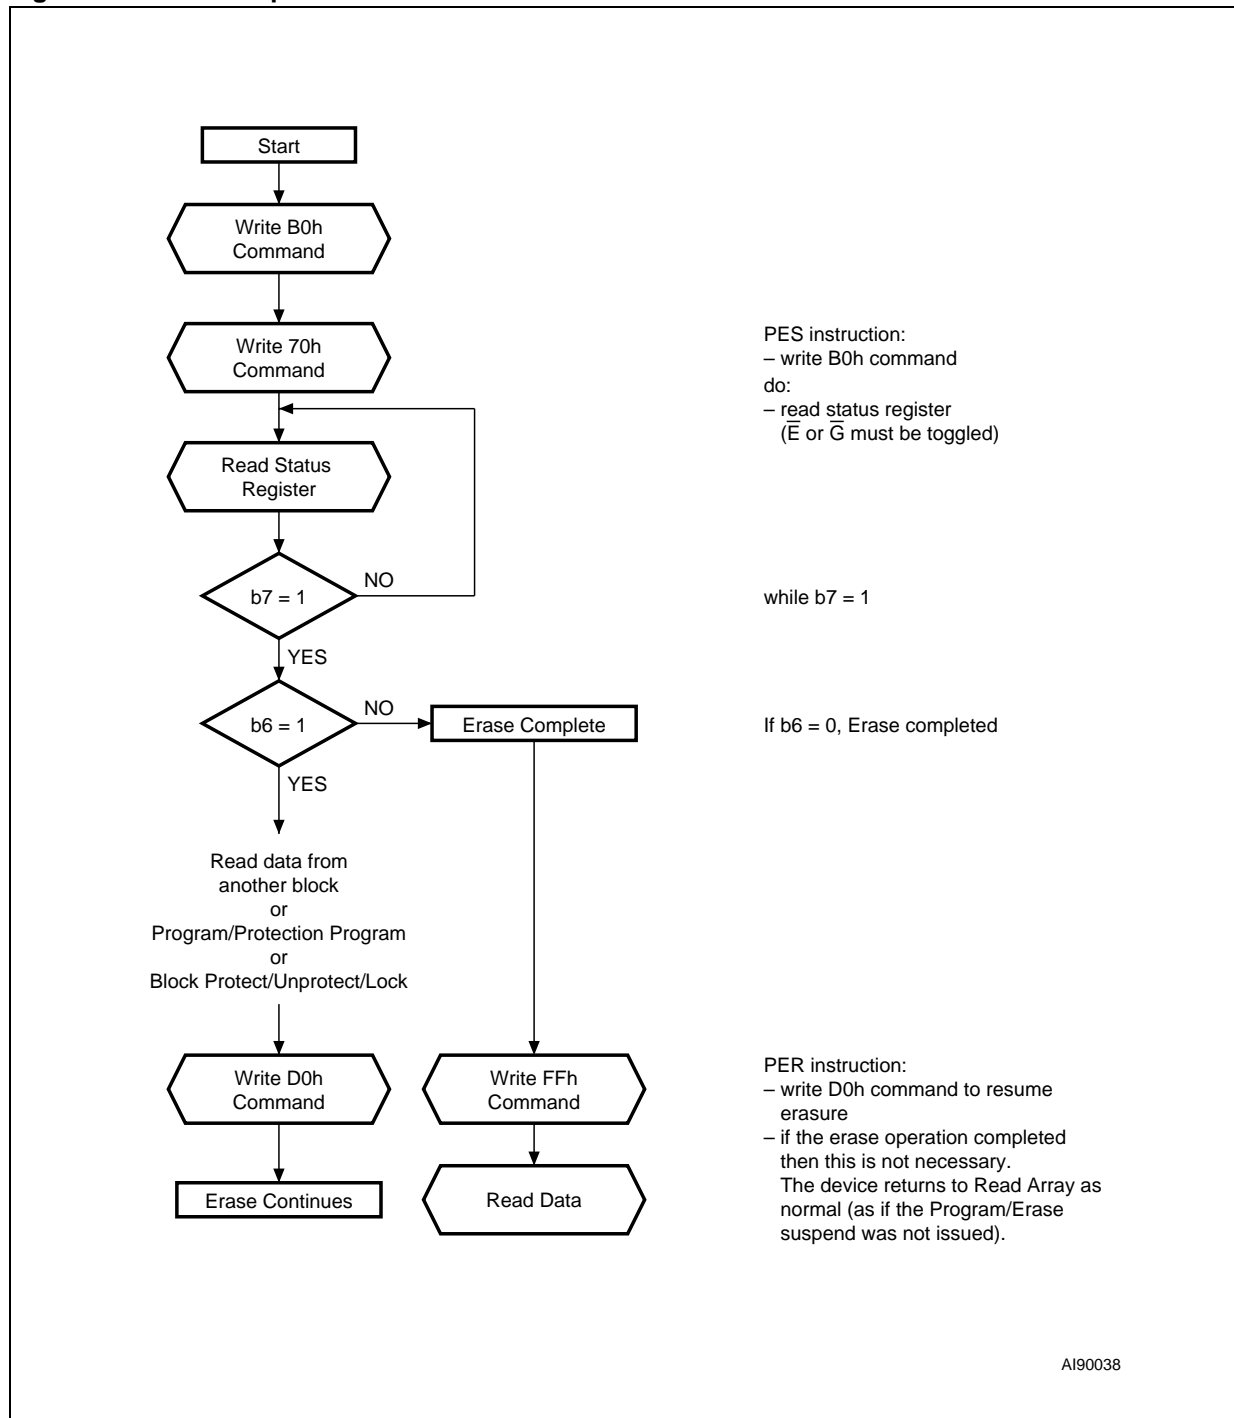 Start
Write B0h
Command
Write 70h
Command
PES instruction:
– write B0h command
do:
– read status register
(E̅ or G̅ must be toggled)
Read Status
Register
b7 = 1
NO
while b7 = 1
YES
b6 = 1
NO
Erase Complete
If b6 = 0, Erase completed
YES
Read data from
another block
or
Program/Protection Program
or
Block Protect/Unprotect/Lock
Write D0h
Command
Write FFh
Command
PER instruction:
– write D0h command to resume
erasure
– if the erase operation completed
then this is not necessary.
The device returns to Read Array as
normal (as if the Program/Erase
suspend was not issued).
Erase Continues
Read Data
AI90038